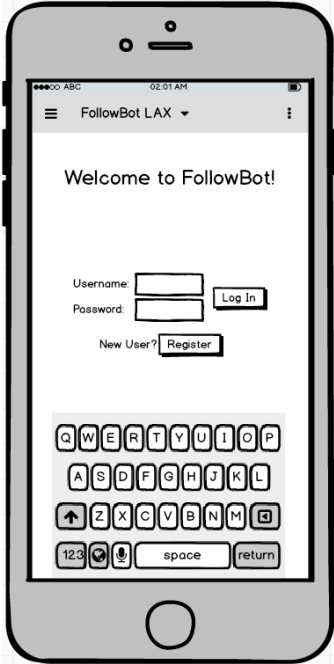 ABC 02:01 AM
FollowBot LAX
Welcome to FollowBot!
Username:
Password:
Log In
New User? Register
Q W E R T Y U I O P
A S D F G H J K L
Z X C V B N M
123 space return